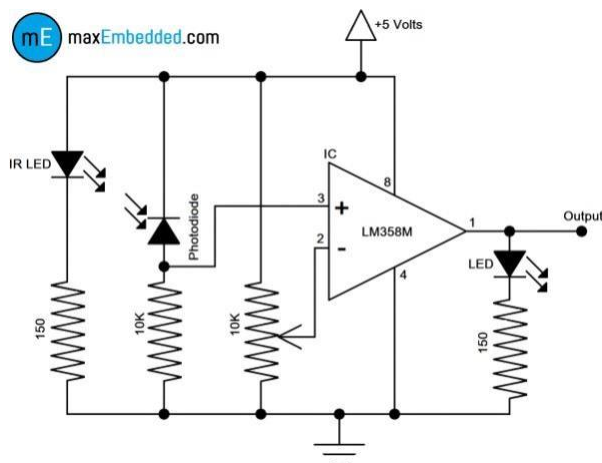 mE maxEmbedded.com
+5 Volts
IR LED
Photodiode
IC
8
3
+
2
-
LM358M
1
4
Output
LED
150
10K
10K
150